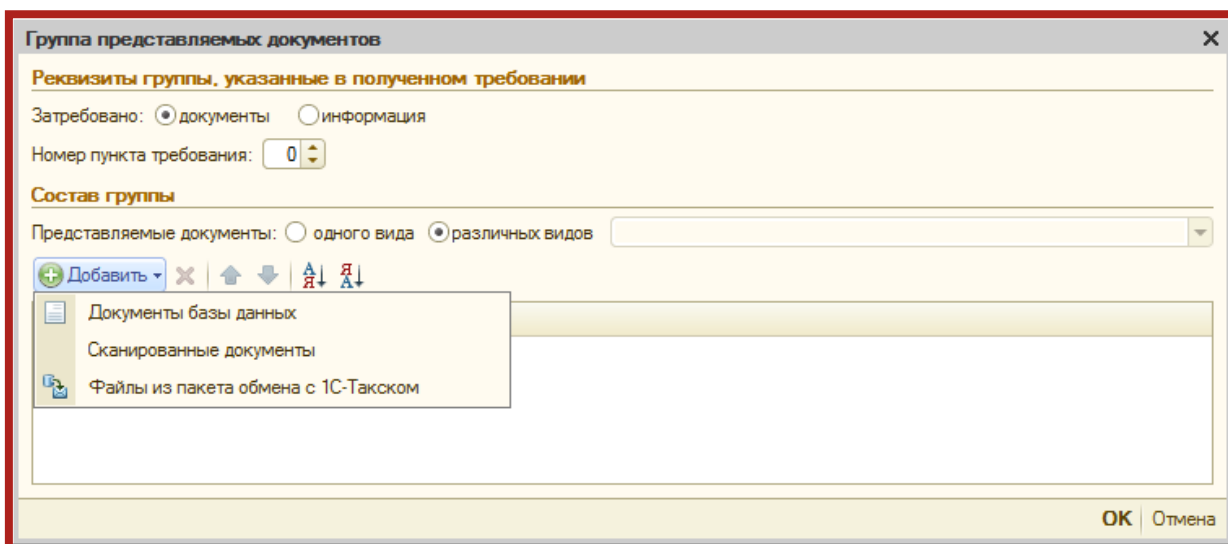 Группа представляемых документов
Реквизиты группы, указанные в полученном требовании
Затребовано: документы информация
Номер пункта требования: 0
Состав группы
Представляемые документы: одного вида различных видов
Добавить А Я Я А
Документы базы данных
Сканированные документы
Файлы из пакета обмена с 1С-Такском
ОК Отмена